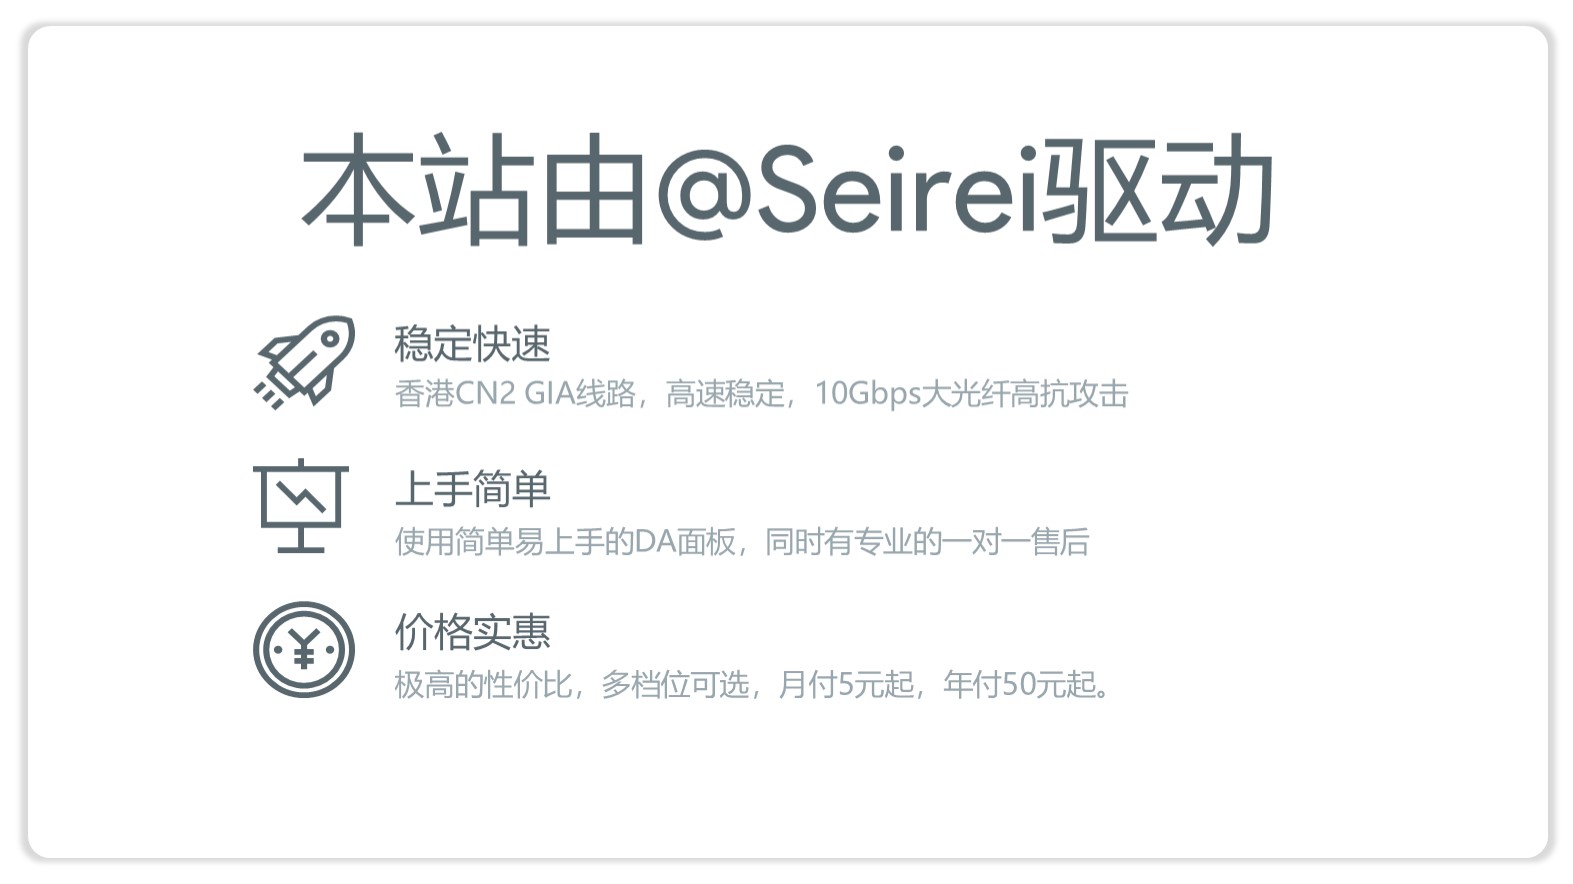 本站由@Seirei驱动
稳定快速
香港CN2 GIA线路，高速稳定，10Gbps大光纤高抗攻击
上手简单
使用简单易上手的DA面板，同时有专业的一对一售后
价格实惠
极高的性价比，多档位可选，月付5元起，年付50元起。